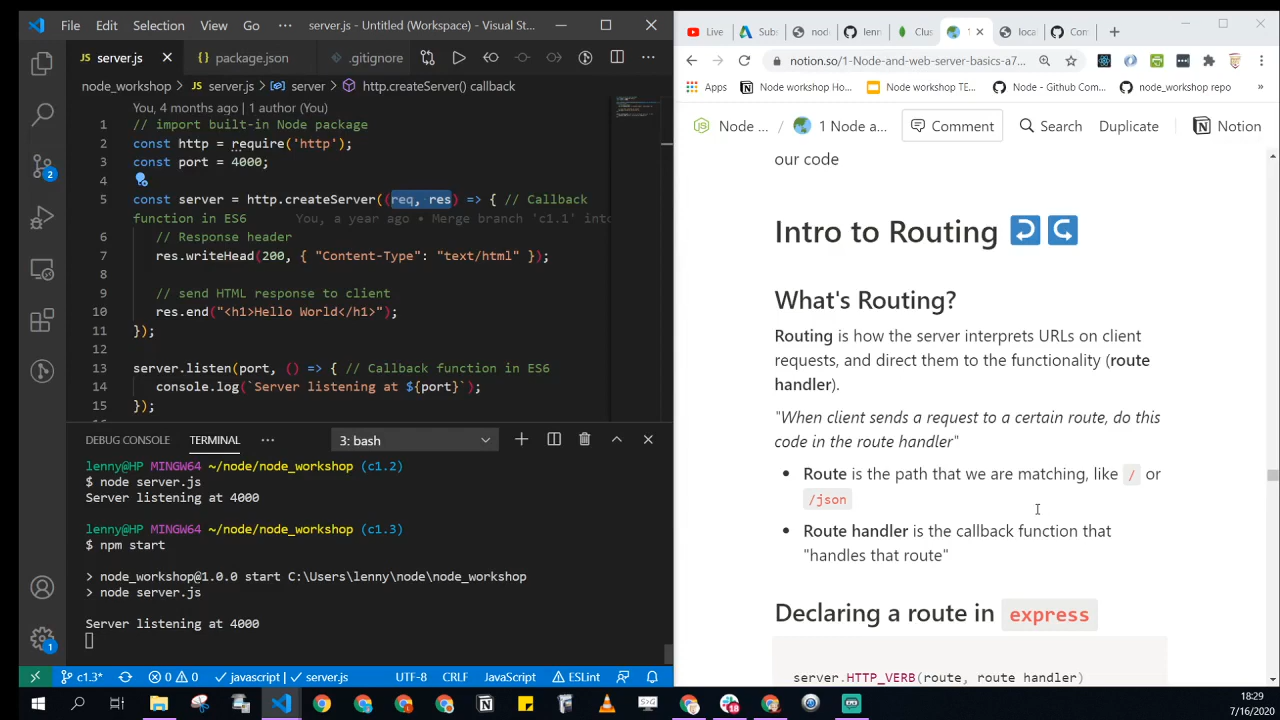 File Edit Selection View Go ··· server.js - Untitled (Workspace) - Visual St...
server.js package.json .gitignore ···
node_workshop server.js server http.createServer() callback
You, 4 months ago | 1 author (You)
1 // import built-in Node package
2 const http = require('http');
3 const port = 4000;
4
5 const server = http.createServer((req, res) => { // Callback
function in ES6 You, a year ago • Merge branch 'c1.1' into
6 // Response header
7 res.writeHead(200, { "Content-Type": "text/html" });
8
9 // send HTML response to client
10 res.end("<h1>Hello World</h1>");
11 });
12
13 server.listen(port, () => { // Callback function in ES6
14 console.log(`Server listening at ${port}`);
15 });
2
1
DEBUG CONSOLE TERMINAL ··· 3: bash
lenny@HP MINGW64 ~/node/node_workshop (c1.2)
$ node server.js
Server listening at 4000
lenny@HP MINGW64 ~/node/node_workshop (c1.3)
$ npm start
> node_workshop@1.0.0 start C:\Users\lenny\node\node_workshop
> node server.js
Server listening at 4000
c1.3* 0 0 javascript | server.js UTF-8 CRLF JavaScript ESLint
Live Subs node lenn Clus 1 loca Con
notion.so/1-Node-and-web-server-basics-a7...
Apps Node workshop Ho... Node workshop TE... Node - Github Com... node_workshop repo »
Node ... / 1 Node a... Comment Search Duplicate Notion
our code
Intro to Routing
What's Routing?
Routing is how the server interprets URLs on client
requests, and direct them to the functionality (route
handler).
"When client sends a request to a certain route, do this
code in the route handler"
• Route is the path that we are matching, like / or
/json
• Route handler is the callback function that
"handles that route"
Declaring a route in express
server.HTTP_VERB(route, route handler)
18
18:29
7/16/2020